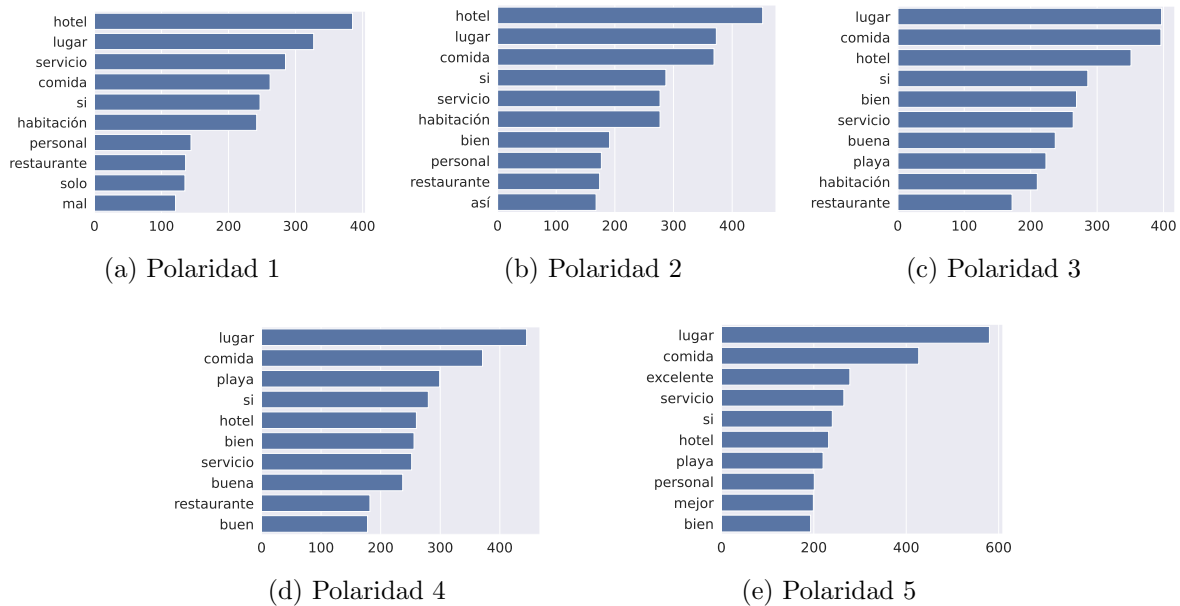 hotel
lugar
servicio
comida
si
habitación
personal
restaurante
solo
mal
0 100 200 300 400
(a) Polaridad 1
hotel
lugar
comida
si
servicio
habitación
bien
personal
restaurante
así
0 100 200 300 400
(b) Polaridad 2
lugar
comida
hotel
si
bien
servicio
buena
playa
habitación
restaurante
0 100 200 300 400
(c) Polaridad 3
lugar
comida
playa
si
hotel
bien
servicio
buena
restaurante
buen
0 100 200 300 400
(d) Polaridad 4
lugar
comida
excelente
servicio
si
hotel
playa
personal
mejor
bien
0 200 400 600
(e) Polaridad 5